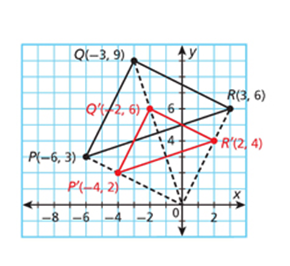 Q(−3, 9)
y
R(3, 6)
Q′(−2, 6)
6
4
R′(2, 4)
P(−6, 3)
P′(−4, 2)
x
−8
−6
−4
−2
0
2